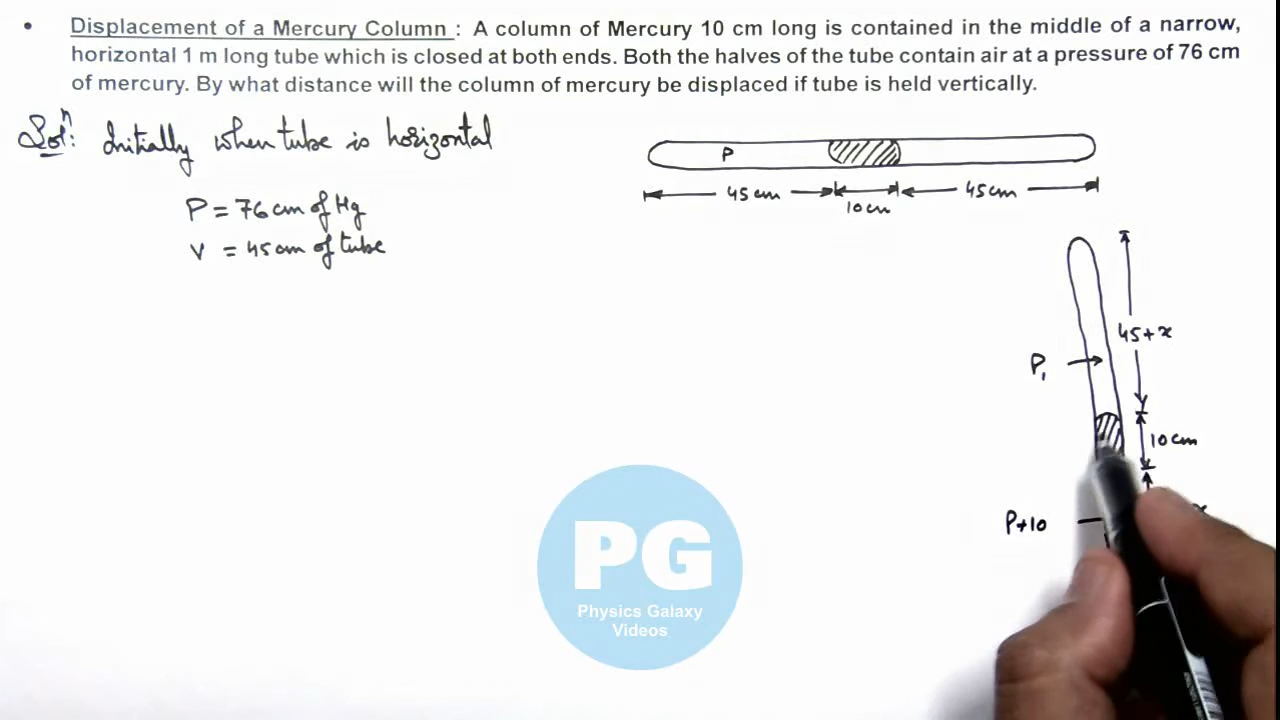 • Displacement of a Mercury Column : A column of Mercury 10 cm long is contained in the middle of a narrow,
horizontal 1 m long tube which is closed at both ends. Both the halves of the tube contain air at a pressure of 76 cm
of mercury. By what distance will the column of mercury be displaced if tube is held vertically.
Solⁿ: Initially when tube is horizontal
P = 76 cm of Hg
V = 45 cm of tube
P
45 cm
10 cm
45 cm
45+x
P₁
10 cm
P+10
PG
Physics Galaxy
Videos